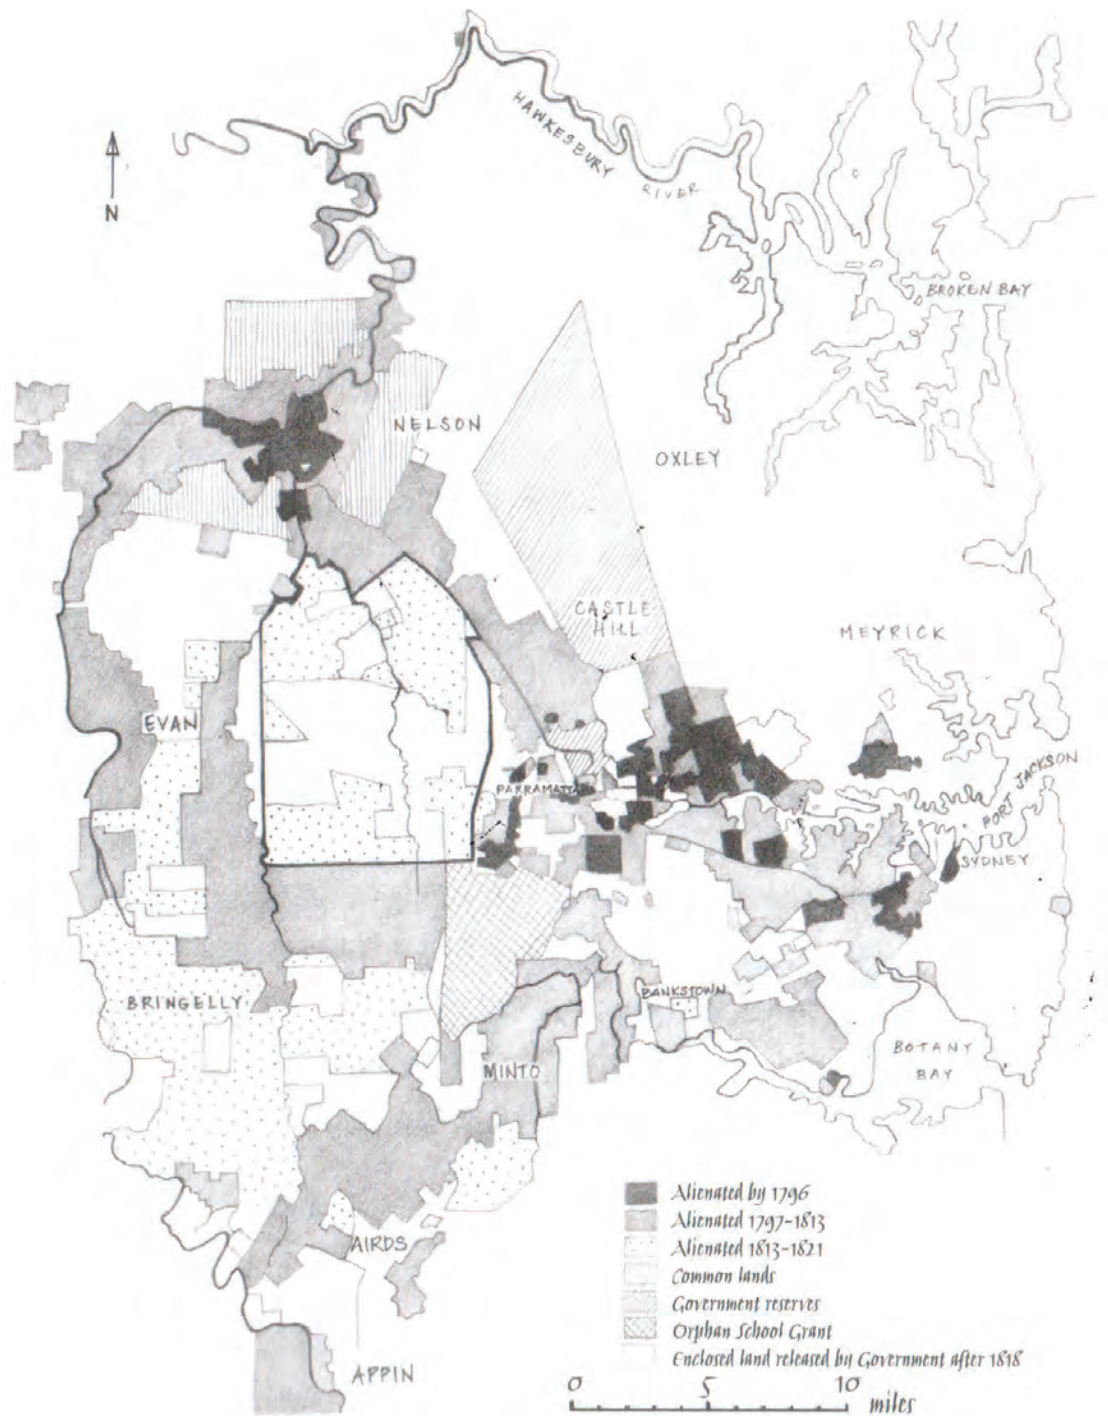 HAWKESBURY
RIVER
N
BROKEN BAY
NELSON
OXLEY
CASTLE
HILL
MEYRICK
EVAN
PARRAMATTA
PORT JACKSON
SYDNEY
BRINGELLY
BANKSTOWN
MINTO
BOTANY
BAY
AIRDS
APPIN
Alienated by 1796
Alienated 1797-1813
Alienated 1813-1821
Common lands
Government reserves
Orphan School Grant
Enclosed land released by Government after 1818
0 5 10
miles